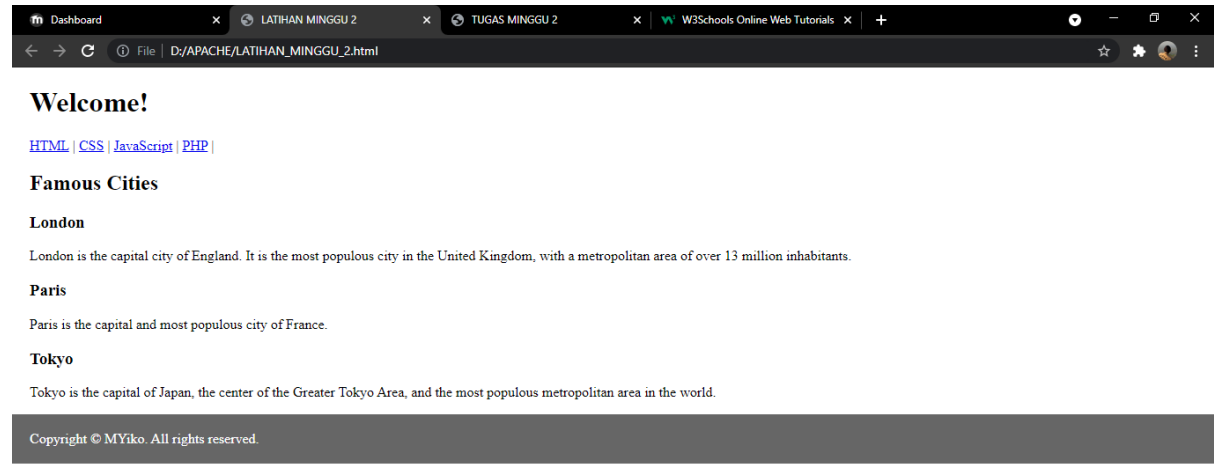 Dashboard
LATIHAN MINGGU 2
TUGAS MINGGU 2
W3Schools Online Web Tutorials
File | D:/APACHE/LATIHAN_MINGGU_2.html
Welcome!
HTML | CSS | JavaScript | PHP |
Famous Cities
London
London is the capital city of England. It is the most populous city in the United Kingdom, with a metropolitan area of over 13 million inhabitants.
Paris
Paris is the capital and most populous city of France.
Tokyo
Tokyo is the capital of Japan, the center of the Greater Tokyo Area, and the most populous metropolitan area in the world.
Copyright © MYiko. All rights reserved.